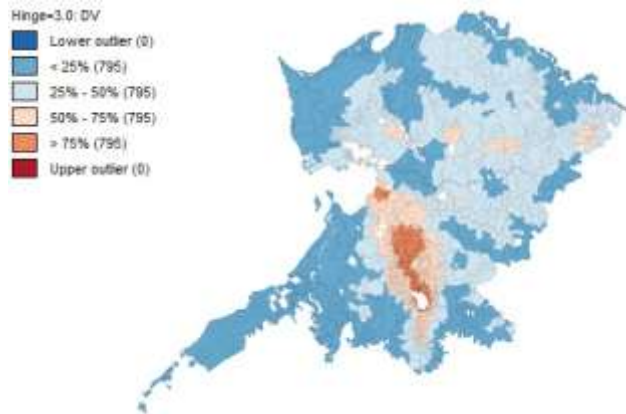 Hinge=3.0: DV
Lower outlier (0)
< 25% (795)
25% - 50% (795)
50% - 75% (795)
> 75% (795)
Upper outlier (0)